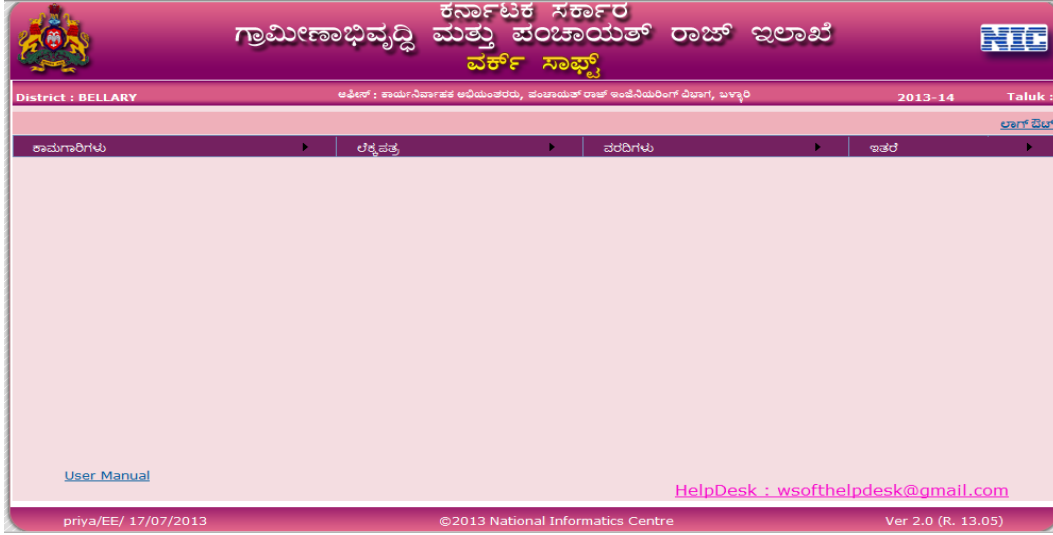 ಕರ್ನಾಟಕ ಸರ್ಕಾರ
ಗ್ರಾಮೀಣಾಭಿವೃದ್ಧಿ ಮತ್ತು ಪಂಚಾಯತ್ ರಾಜ್ ಇಲಾಖೆ
NIC
ವರ್ಕ್ ಸಾಫ್ಟ್
District : BELLARY ಆಫೀಸ್ : ಕಾರ್ಯನಿರ್ವಾಹಕ ಅಭಿಯಂತರರು, ಪಂಚಾಯತ್ ರಾಜ್ ಇಂಜಿನಿಯರಿಂಗ್ ವಿಭಾಗ, ಬಳ್ಳಾರಿ 2013-14 Taluk :
ಲಾಗ್ ಔಟ್
ಕಾಮಗಾರಿಗಳು ಲೆಕ್ಕಪತ್ರ ವರದಿಗಳು ಇತರೆ
User Manual
HelpDesk : wsofthelpdesk@gmail.com
priya/EE/ 17/07/2013 ©2013 National Informatics Centre Ver 2.0 (R. 13.05)